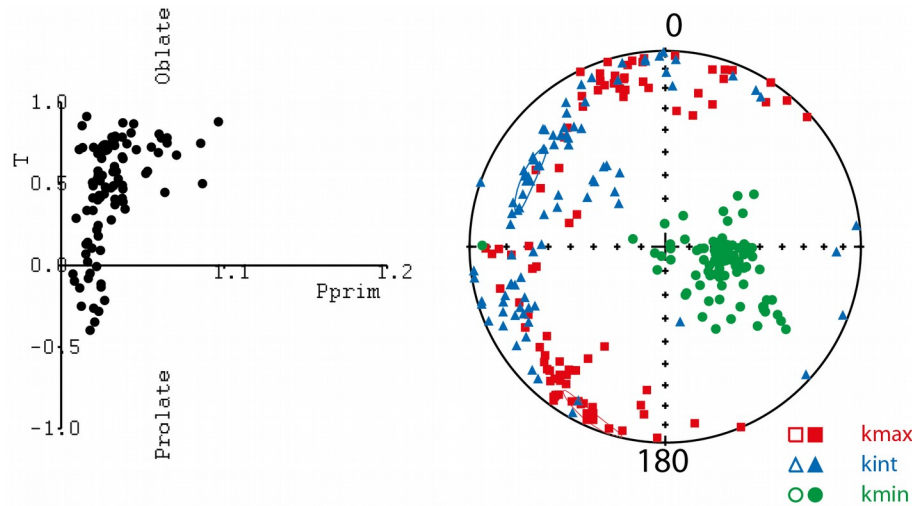 Oblate
1.0
T
0.5
0.0
1.1
1.2
Pprim
-0.5
Prolate
-1.0
0
180
kmax
kint
kmin